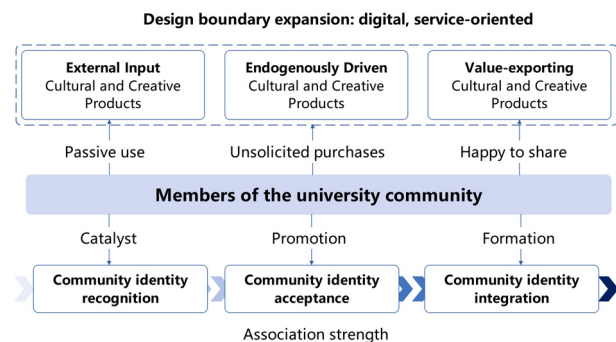 Design boundary expansion: digital, service-oriented
External Input
Cultural and Creative
Products
Endogenously Driven
Cultural and Creative
Products
Value-exporting
Cultural and Creative
Products
Passive use
Unsolicited purchases
Happy to share
Members of the university community
Catalyst
Promotion
Formation
Community identity
recognition
Community identity
acceptance
Community identity
integration
Association strength